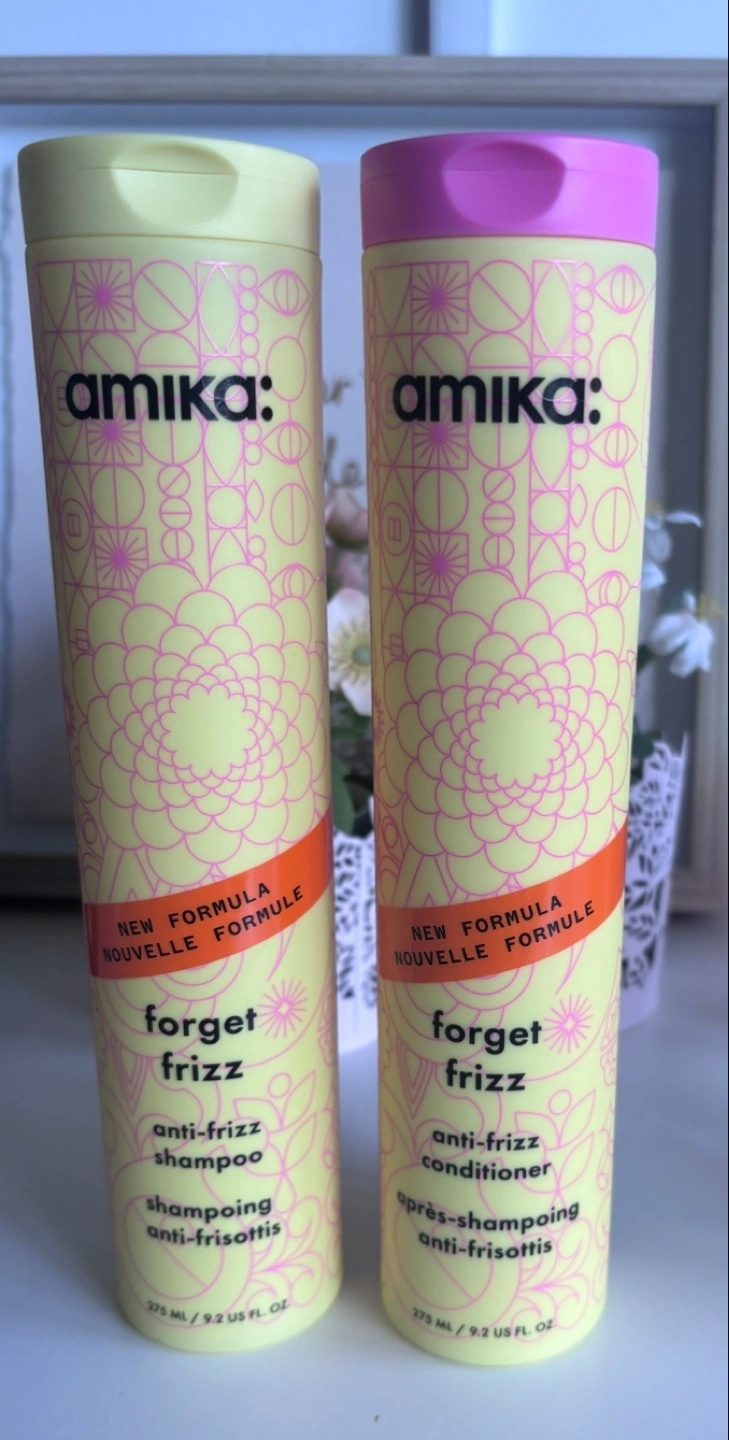 amika:
NEW FORMULA
NOUVELLE FORMULE
forget
frizz
anti-frizz
shampoo
shampoing
anti-frisottis
275 ML / 9.2 US FL. OZ.
amika:
NEW FORMULA
NOUVELLE FORMULE
forget
frizz
anti-frizz
conditioner
après-shampoing
anti-frisottis
275 ML / 9.2 US FL. OZ.